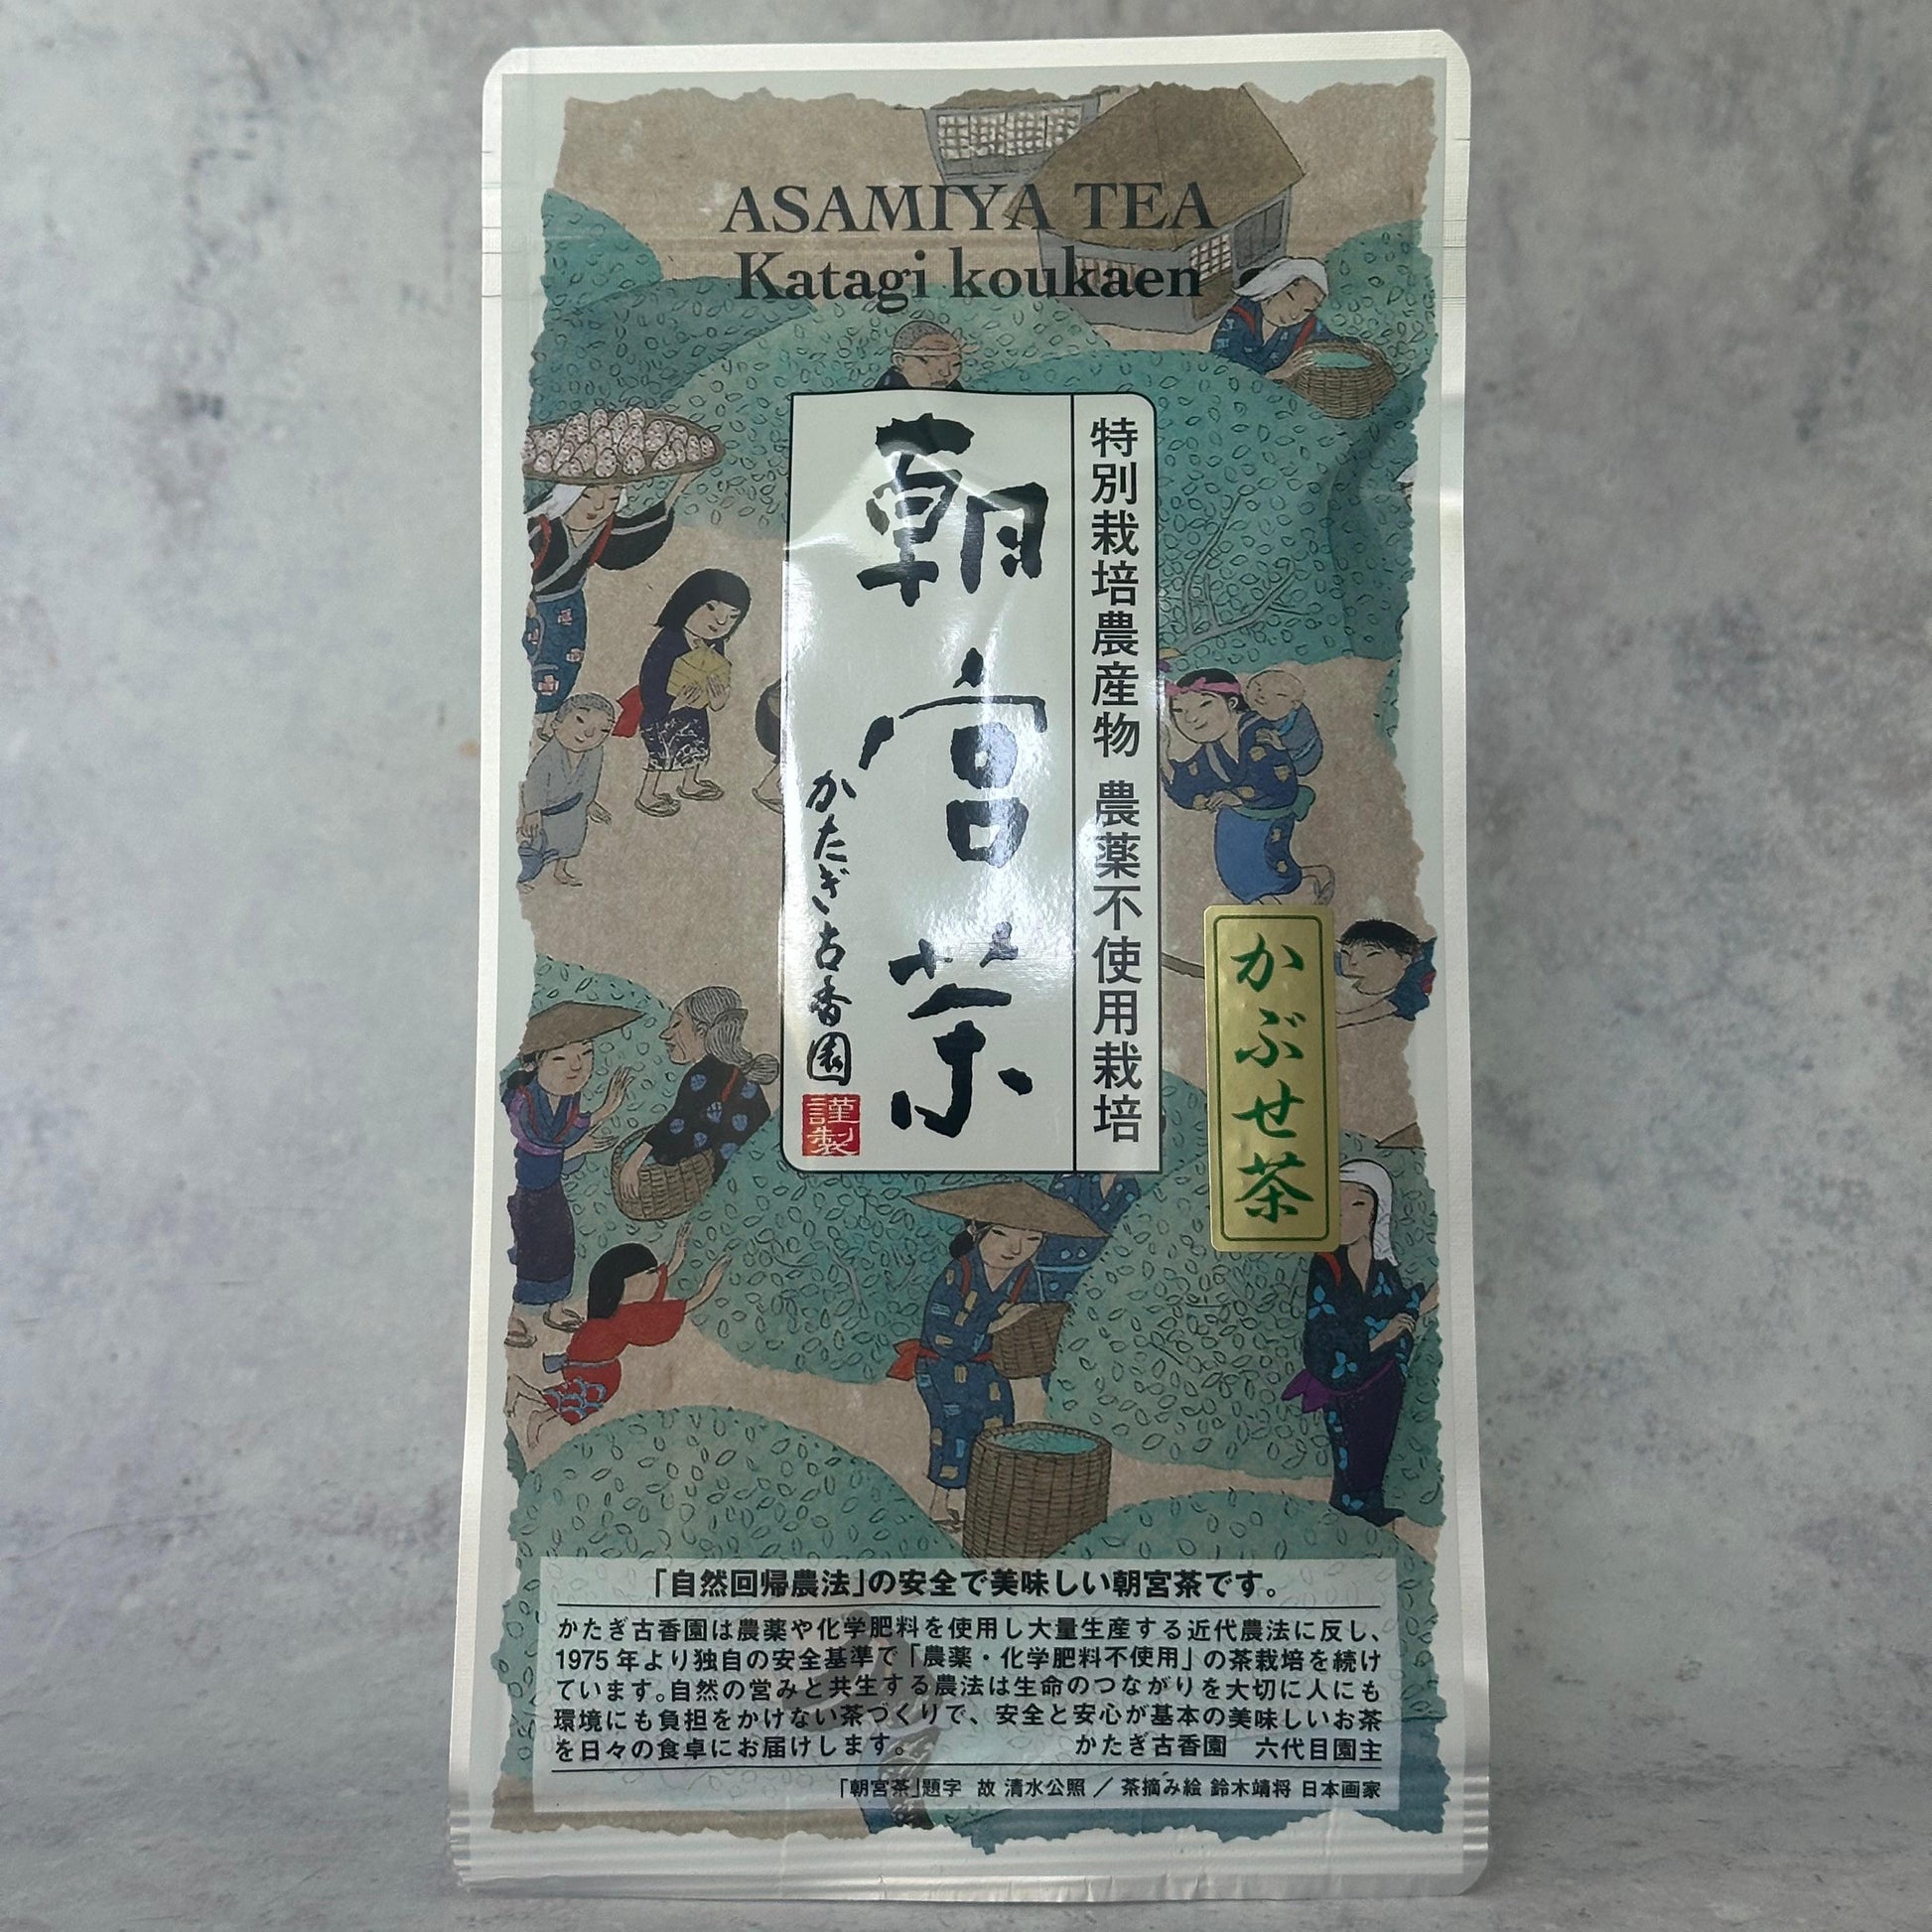 ASAMIYA TEA
Katagi koukaen
特別栽培農産物 農薬不使用栽培
朝宮茶
かたぎ古香園
謹製
かぶせ茶
「自然回帰農法」の安全で美味しい朝宮茶です。
かたぎ古香園は農薬や化学肥料を使用し大量生産する近代農法に反し、
1975年より独自の安全基準で「農薬・化学肥料不使用」の茶栽培を続け
ています。自然の営みと共生する農法は生命のつながりを大切に人にも
環境にも負担をかけない茶づくりで、安全と安心が基本の美味しいお茶
を日々の食卓にお届けします。 かたぎ古香園 六代目園主
「朝宮茶」題字 故 清水公照 / 茶摘み絵 鈴木靖将 日本画家